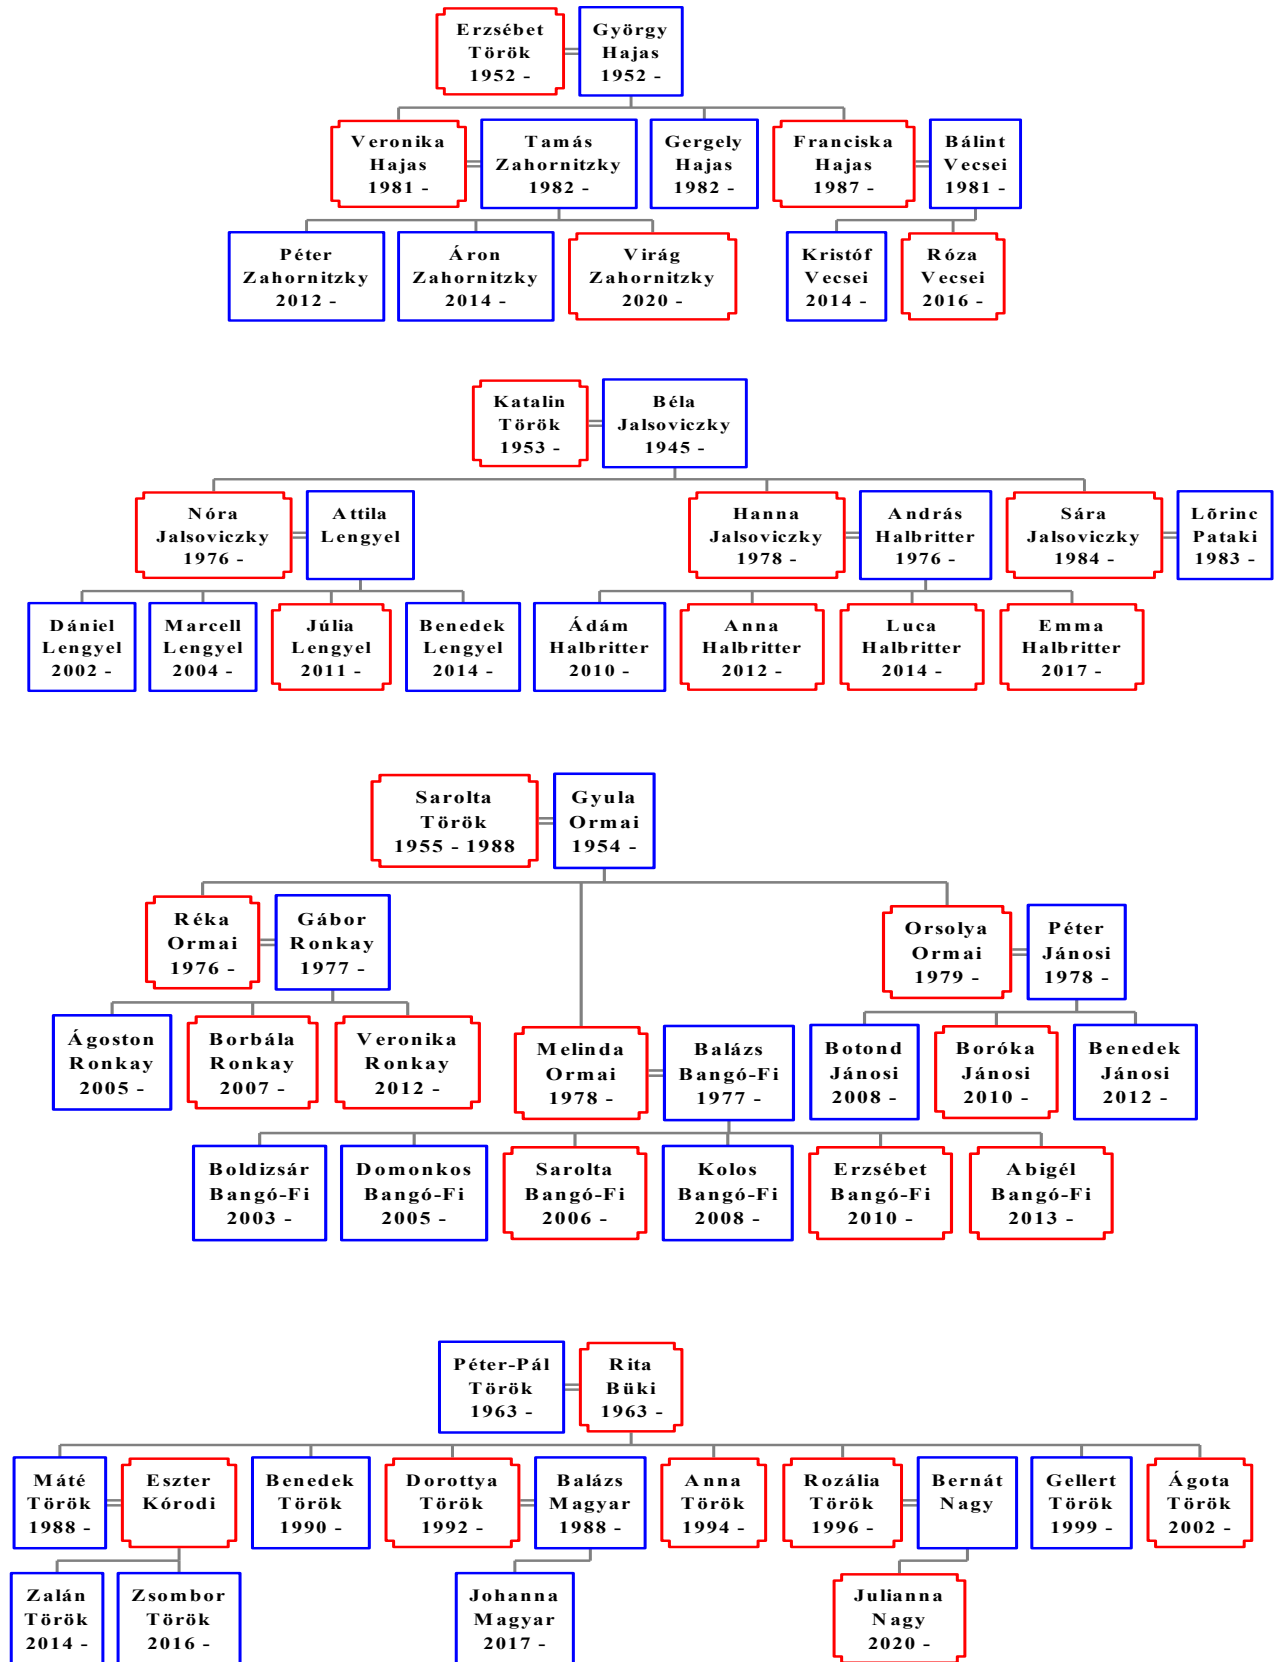 Erzsébet
Török
1952 -
György
Hajas
1952 -
Veronika
Hajas
1981 -
Tamás
Zahornitzky
1982 -
Gergely
Hajas
1982 -
Franciska
Hajas
1987 -
Bálint
Vecsei
1981 -
Péter
Zahornitzky
2012 -
Áron
Zahornitzky
2014 -
Virág
Zahornitzky
2020 -
Kristóf
Vecsei
2014 -
Róza
Vecsei
2016 -
Katalin
Török
1953 -
Béla
Jalsoviczky
1945 -
Nóra
Jalsoviczky
1976 -
Attila
Lengyel
Hanna
Jalsoviczky
1978 -
András
Halbritter
1976 -
Sára
Jalsoviczky
1984 -
Lõrinc
Pataki
1983 -
Dániel
Lengyel
2002 -
Marcell
Lengyel
2004 -
Júlia
Lengyel
2011 -
Benedek
Lengyel
2014 -
Ádám
Halbritter
2010 -
Anna
Halbritter
2012 -
Luca
Halbritter
2014 -
Emma
Halbritter
2017 -
Sarolta
Török
1955 - 1988
Gyula
Ormai
1954 -
Réka
Ormai
1976 -
Gábor
Ronkay
1977 -
Orsolya
Ormai
1979 -
Péter
Jánosi
1978 -
Ágoston
Ronkay
2005 -
Borbála
Ronkay
2007 -
Veronika
Ronkay
2012 -
Melinda
Ormai
1978 -
Balázs
Bangó-Fi
1977 -
Botond
Jánosi
2008 -
Boróka
Jánosi
2010 -
Benedek
Jánosi
2012 -
Boldizsár
Bangó-Fi
2003 -
Domonkos
Bangó-Fi
2005 -
Sarolta
Bangó-Fi
2006 -
Kolos
Bangó-Fi
2008 -
Erzsébet
Bangó-Fi
2010 -
Abigél
Bangó-Fi
2013 -
Péter-Pál
Török
1963 -
Rita
Büki
1963 -
Máté
Török
1988 -
Eszter
Kórodi
Benedek
Török
1990 -
Dorottya
Török
1992 -
Balázs
Magyar
1988 -
Anna
Török
1994 -
Rozália
Török
1996 -
Bernát
Nagy
Gellert
Török
1999 -
Ágota
Török
2002 -
Zalán
Török
2014 -
Zsombor
Török
2016 -
Johanna
Magyar
2017 -
Julianna
Nagy
2020 -